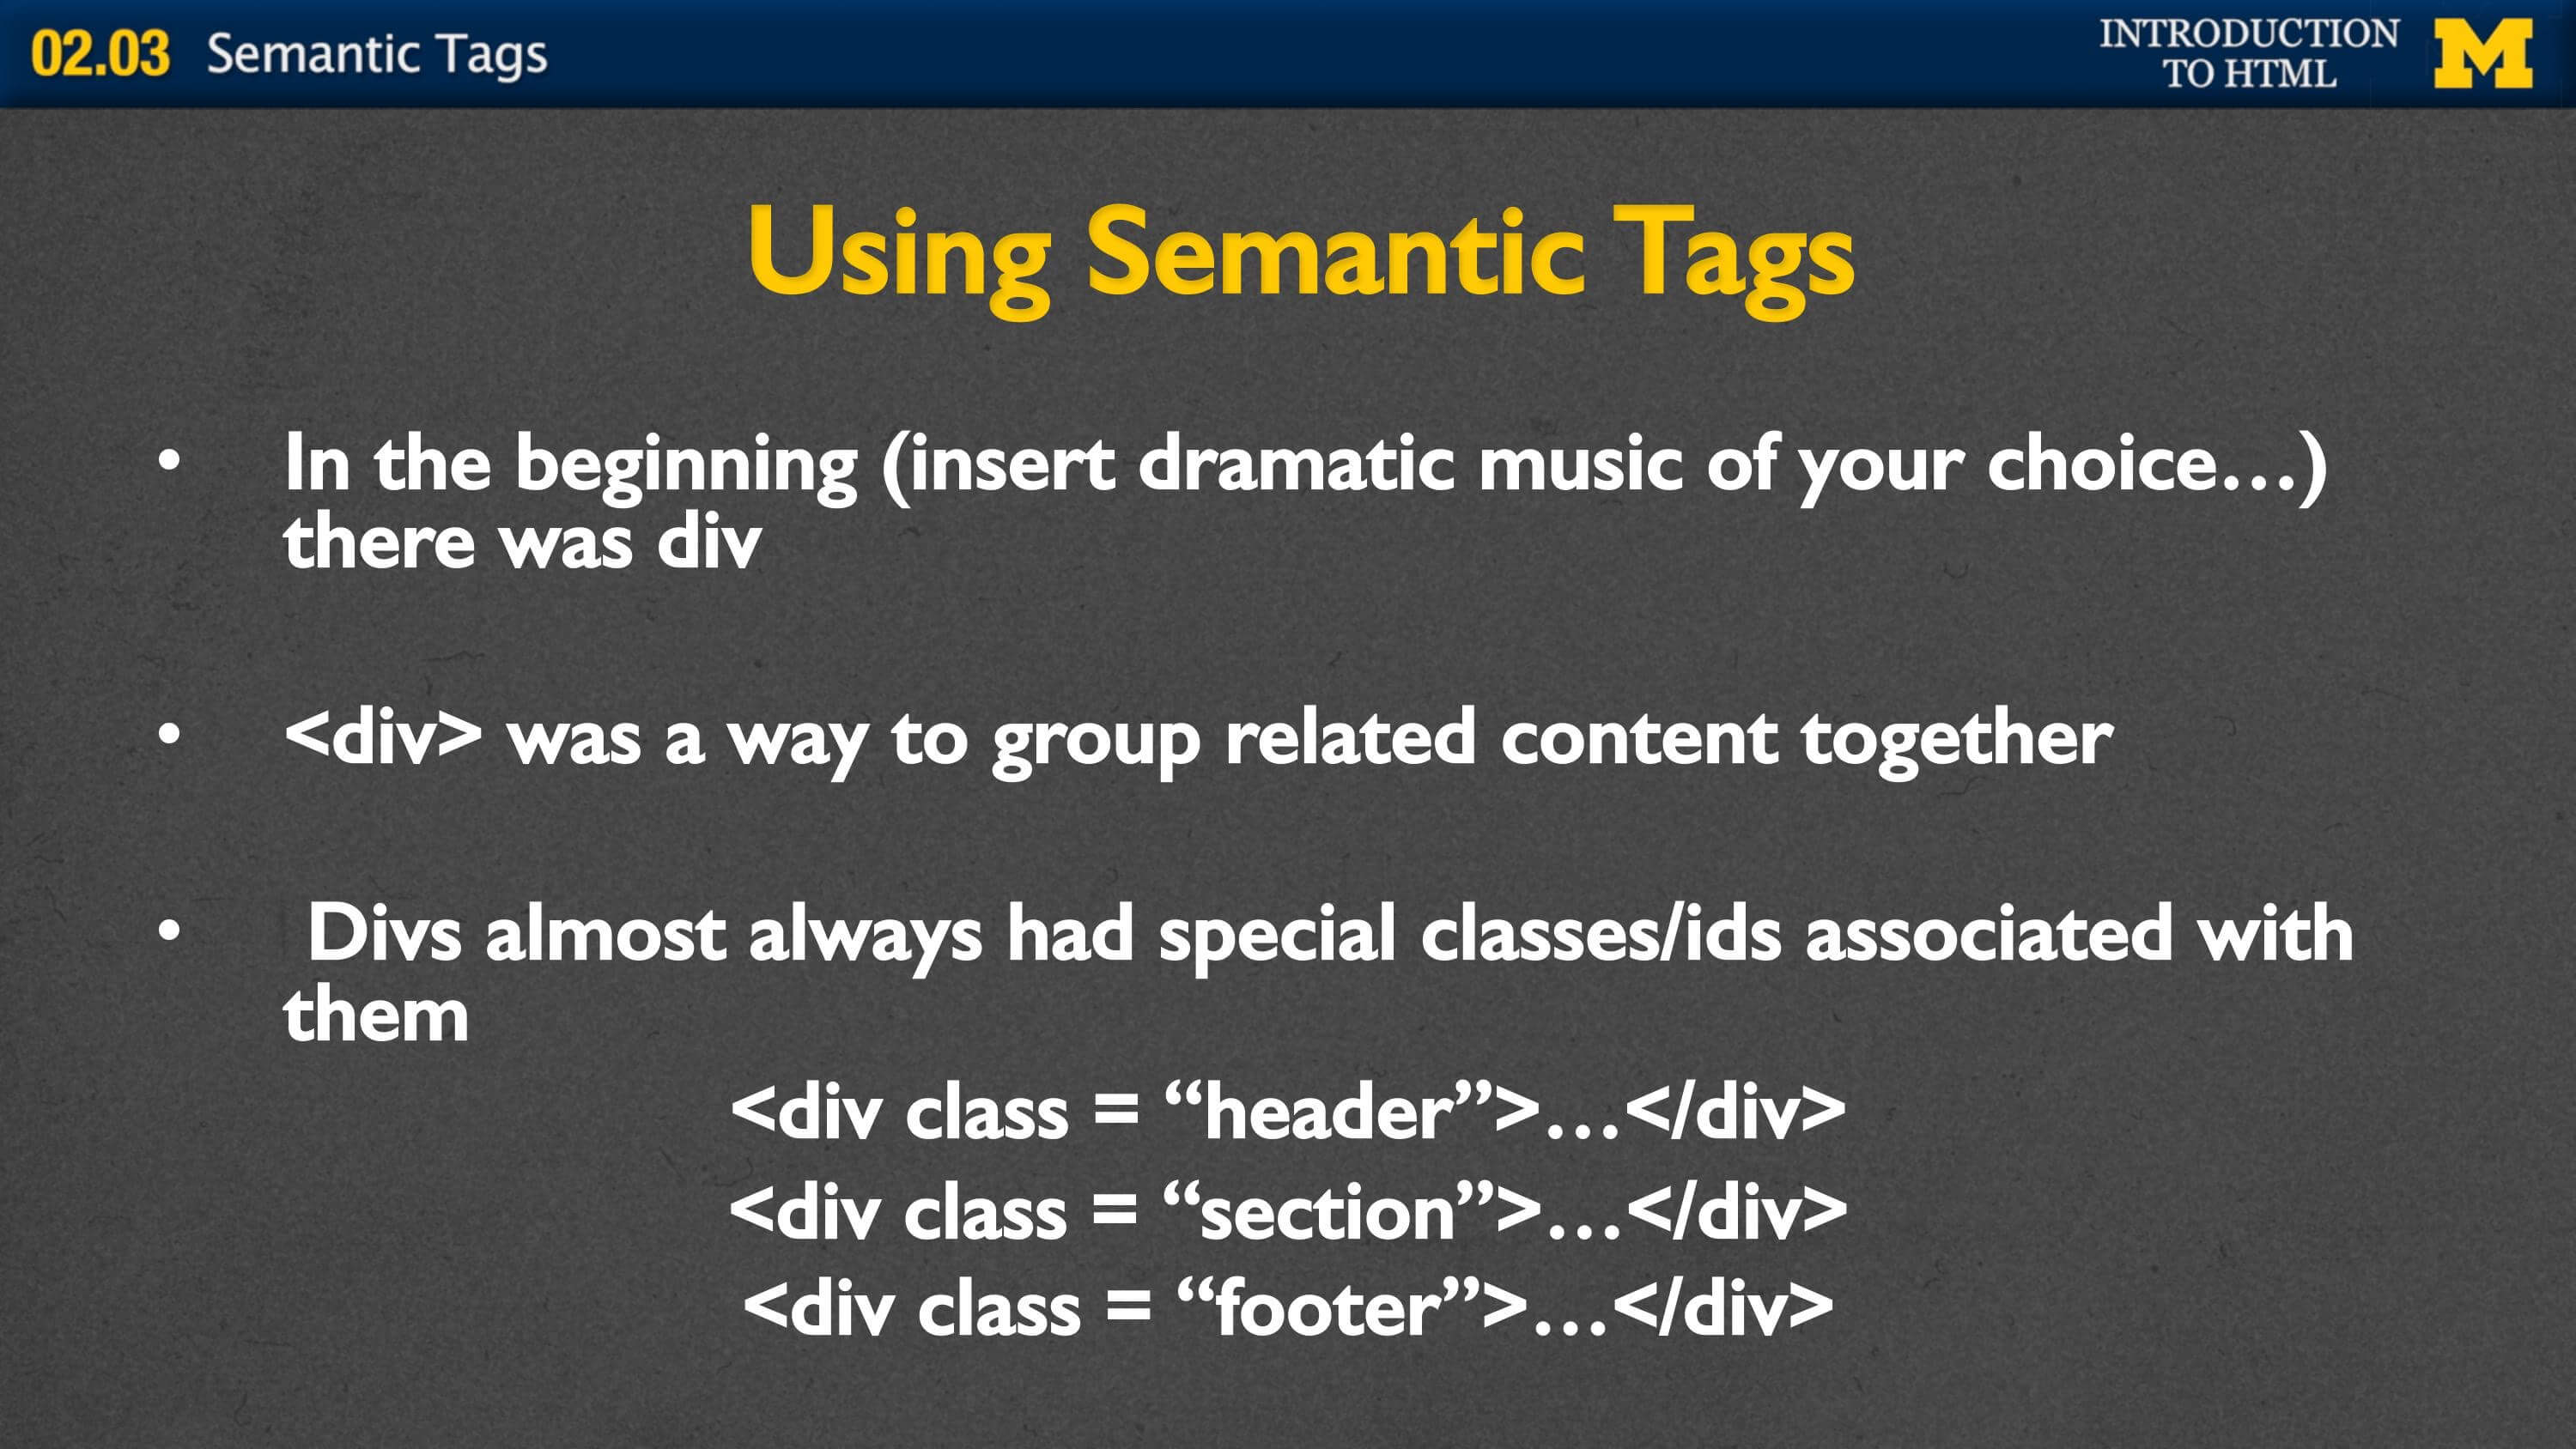 02.03 Semantic Tags
INTRODUCTION
TO HTML
M
Using Semantic Tags
• In the beginning (insert dramatic music of your choice…)
there was div
• <div> was a way to group related content together
• Divs almost always had special classes/ids associated with
them
<div class = “header”>…</div>
<div class = “section”>…</div>
<div class = “footer”>…</div>